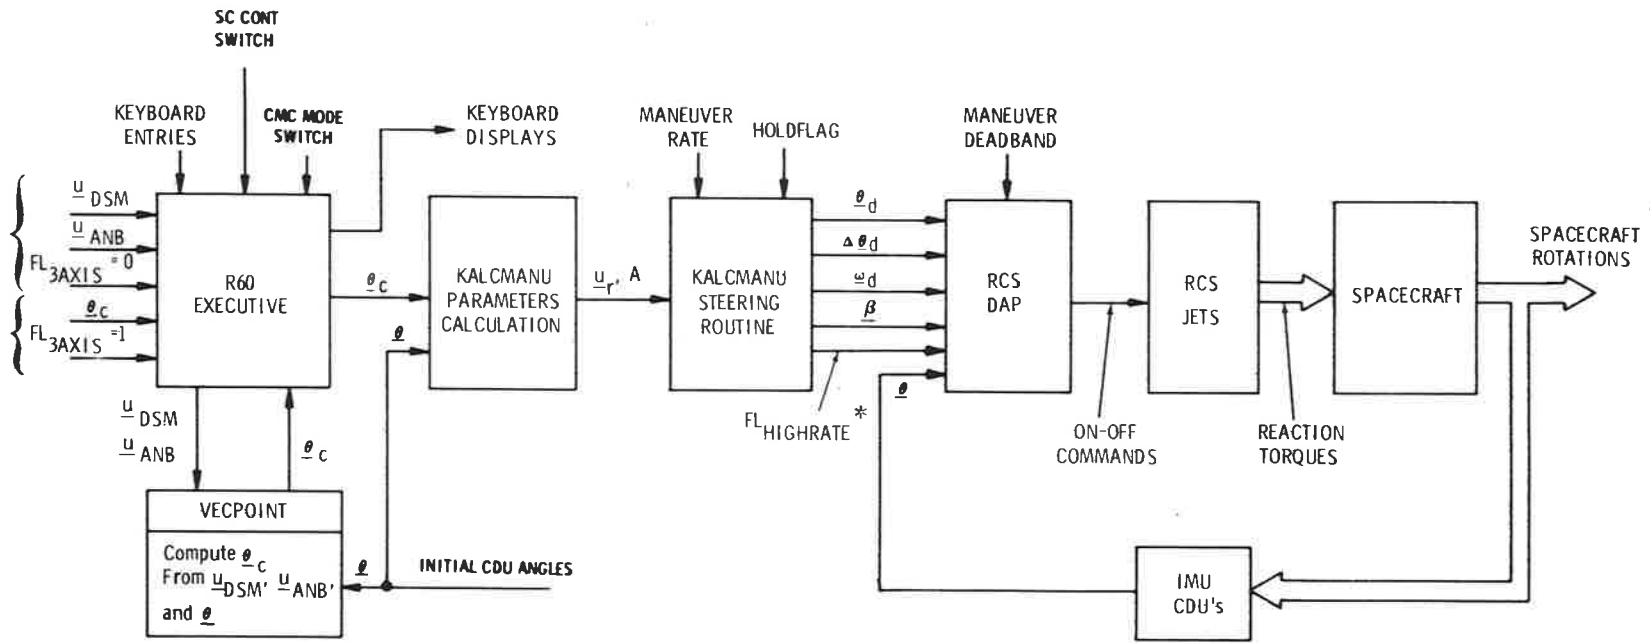 SC CONT
SWITCH
KEYBOARD
ENTRIES
CMC MODE
SWITCH
KEYBOARD
DISPLAYS
MANEUVER
RATE
HOLDFLAG
MANEUVER
DEADBAND
u DSM
u ANB
FL 3AXIS = 0
θ c
FL 3AXIS =1
R60
EXECUTIVE
θ c
θ
KALCMANU
PARAMETERS
CALCULATION
u r, A
KALCMANU
STEERING
ROUTINE
θ d
Δ θ d
ω d
β
FL HIGHRATE *
θ
RCS
DAP
ON-OFF
COMMANDS
RCS
JETS
REACTION
TORQUES
SPACECRAFT
SPACECRAFT
ROTATIONS
u DSM
u ANB
θ c
VECPOINT
Compute θ c
From u DSM, u ANB,
and θ
θ
INITIAL CDU ANGLES
IMU
CDU's